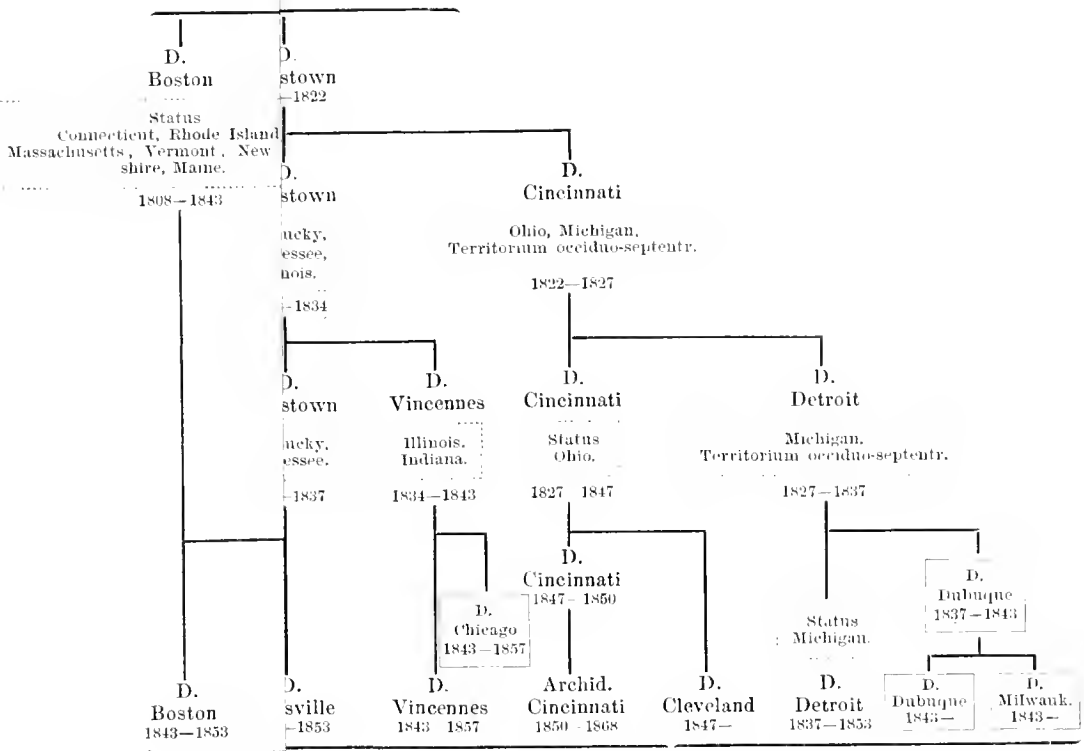 D.
Boston
Status
Connecticut, Rhode Island
Massachusetts, Vermont, New
shire, Maine.
1808—1843
D.
stown
—1822
D.
stown
ucky,
essee,
nois.
—1834
D.
Cincinnati
Ohio, Michigan,
Territorium occiduo-septentr.
1822—1827
D.
stown
ucky,
essee.
—1837
D.
Vincennes
Illinois.
Indiana.
1834—1843
D.
Cincinnati
Status
Ohio.
1827 1847
D.
Detroit
Michigan.
Territorium occiduo-septentr.
1827—1837
D.
Chicago
1843—1857
D.
Cincinnati
1847- 1850
Status
Michigan.
D.
Dubuque
1837—1843
D.
Boston
1843—1853
D.
sville
—1853
D.
Vincennes
1843 1857
Archid.
Cincinnati
1850 -1868
D.
Cleveland
1847—
D.
Detroit
1837—1853
D.
Dubuque
1843—
D.
Milwauk.
1843—